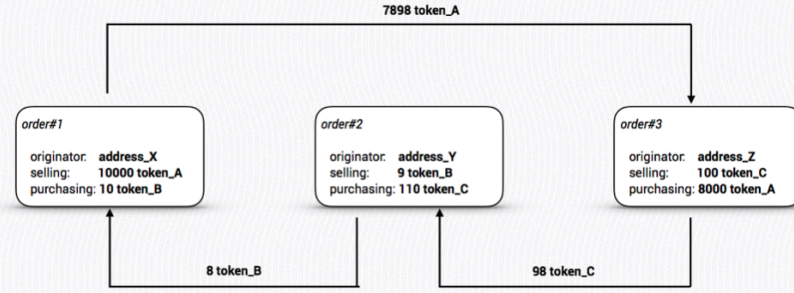 7898 token_A
order#1
originator: address_X
selling: 10000 token_A
purchasing: 10 token_B
order#2
originator: address_Y
selling: 9 token_B
purchasing: 110 token_C
order#3
originator: address_Z
selling: 100 token_C
purchasing: 8000 token_A
8 token_B
98 token_C